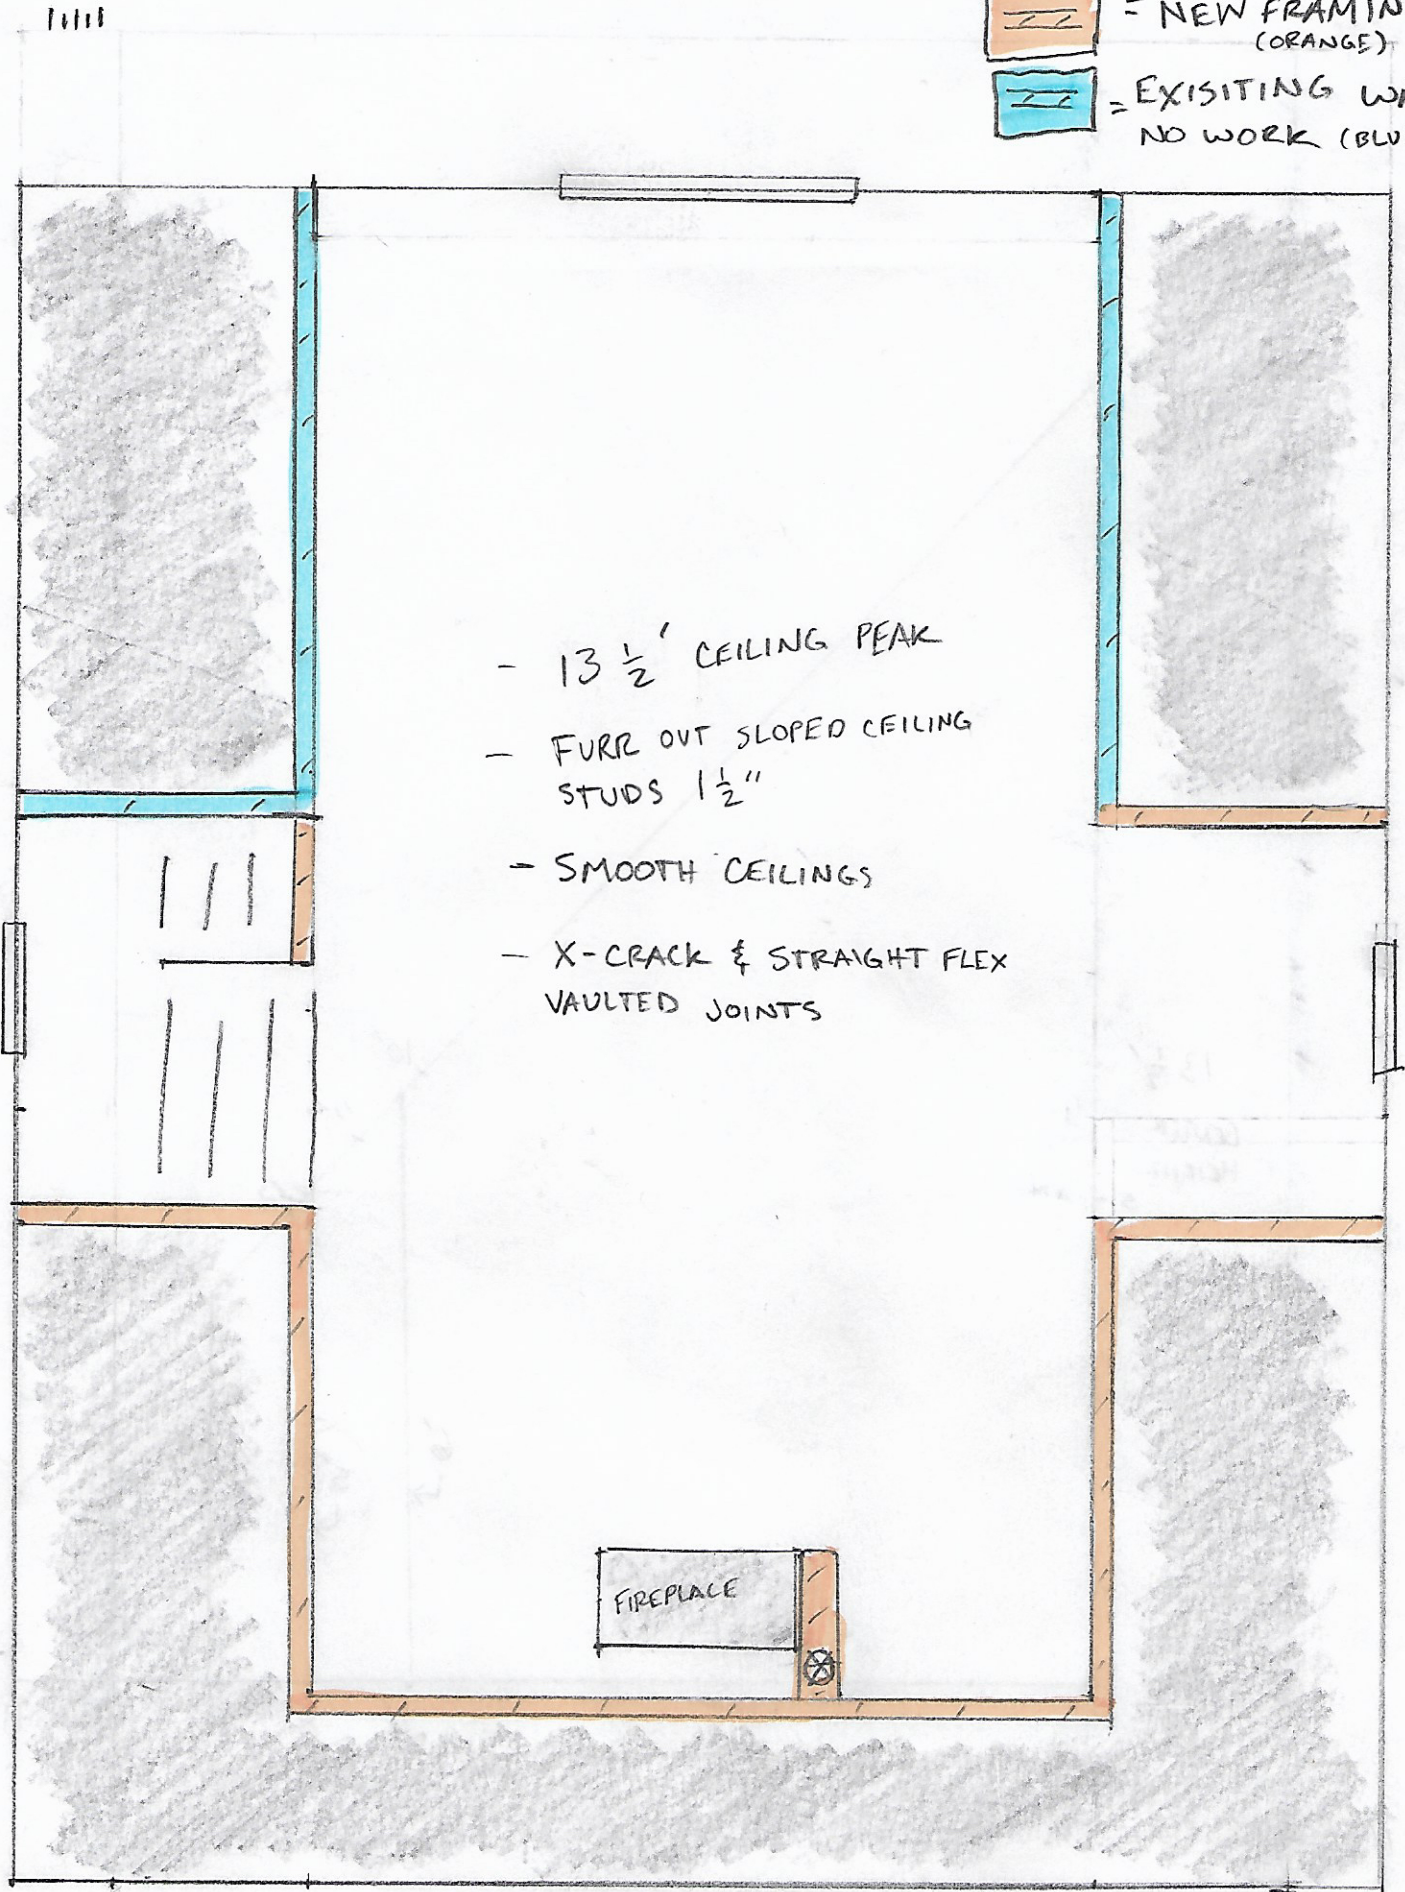 = NEW FRAMIN
(ORANGE)
= EXISITING W
NO WORK (BLU
- 13 1/2' CEILING PEAK
- FURR OUT SLOPED CEILING
STUDS 1 1/2"
- SMOOTH CEILINGS
- X-CRACK & STRAIGHT FLEX
VAULTED JOINTS
FIREPLACE